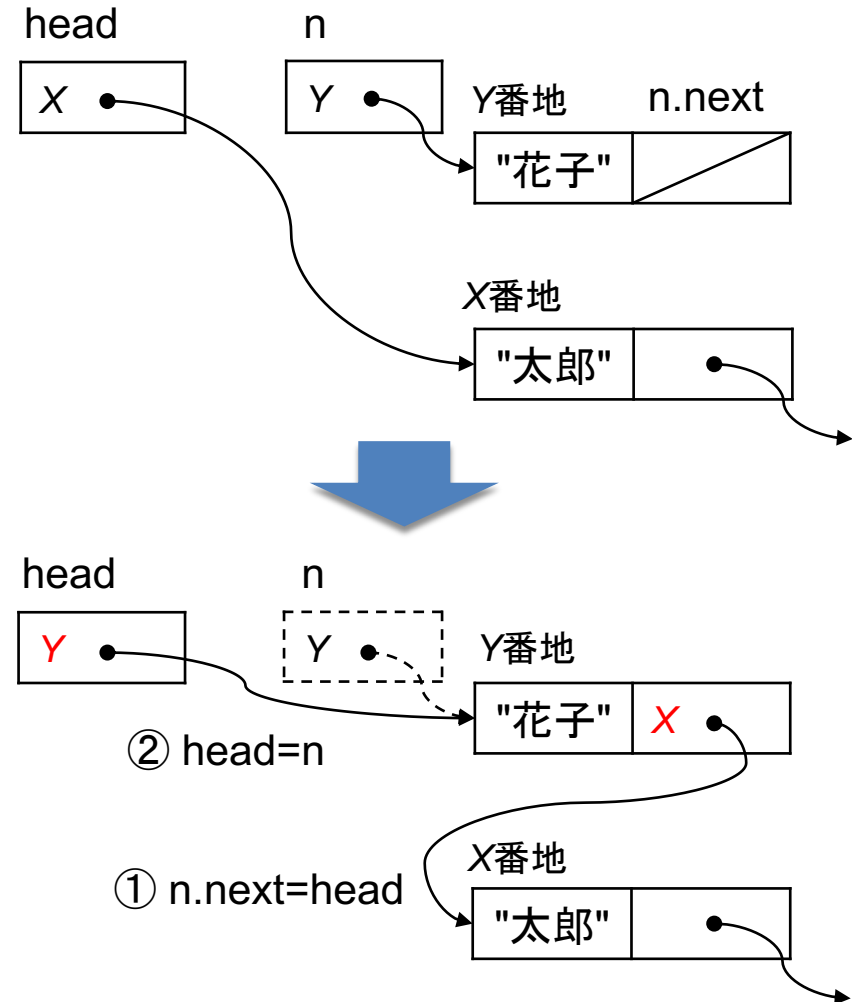 head n
X Y Y番地 n.next
"花子"
X番地
"太郎"
head n
Y Y Y番地
"花子" X
② head=n
X番地
① n.next=head
"太郎"